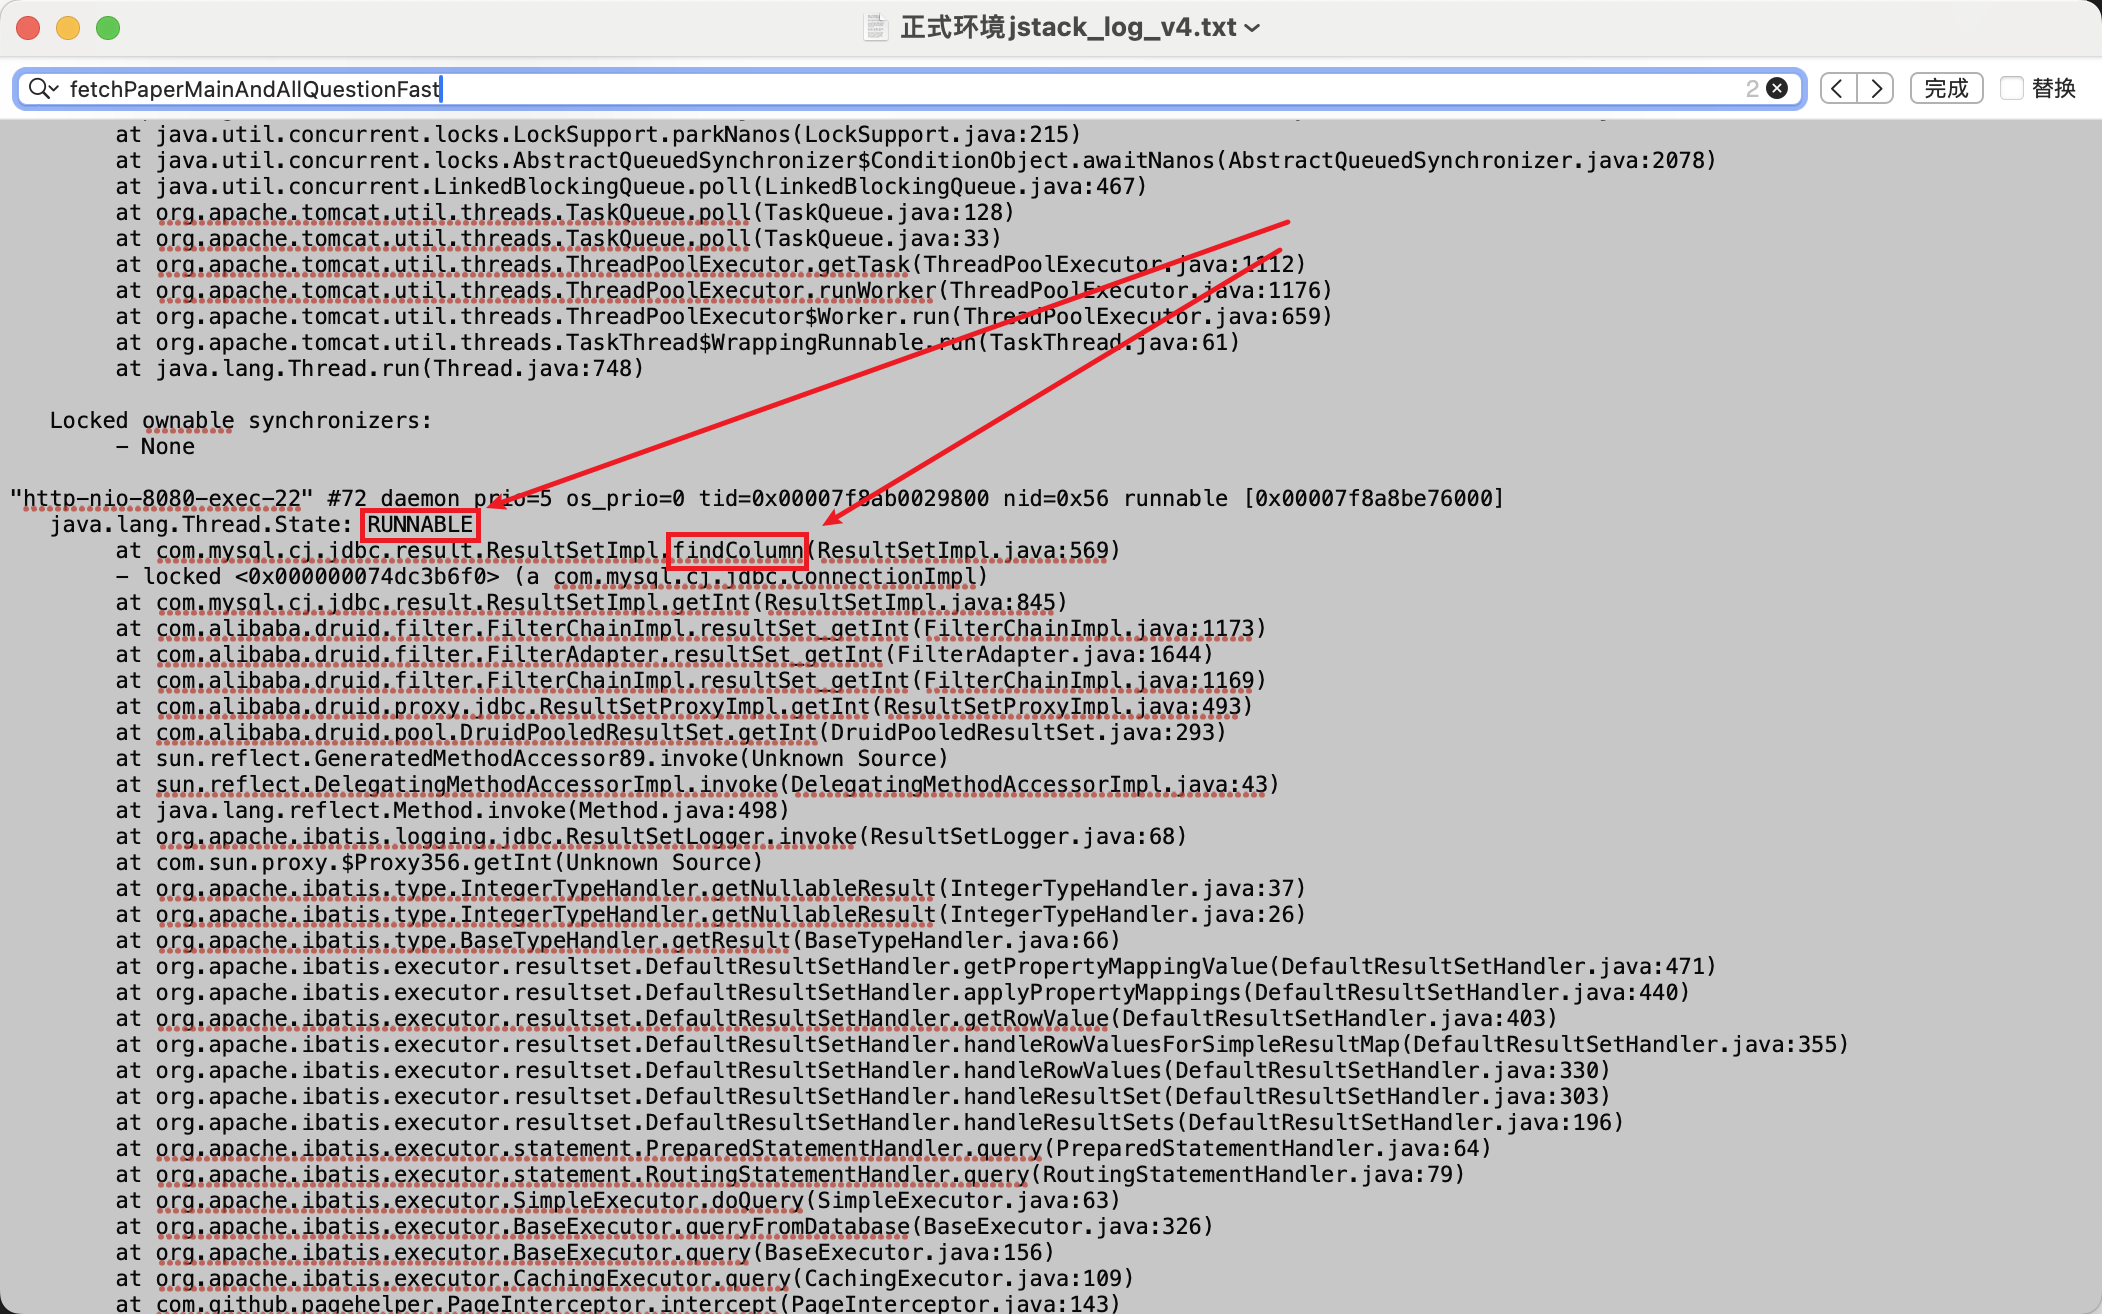 正式环境jstack_log_v4.txt
fetchPaperMainAndAllQuestionFast 2 完成 替换
at java.util.concurrent.locks.LockSupport.parkNanos(LockSupport.java:215)
at java.util.concurrent.locks.AbstractQueuedSynchronizer$ConditionObject.awaitNanos(AbstractQueuedSynchronizer.java:2078)
at java.util.concurrent.LinkedBlockingQueue.poll(LinkedBlockingQueue.java:467)
at org.apache.tomcat.util.threads.TaskQueue.poll(TaskQueue.java:128)
at org.apache.tomcat.util.threads.TaskQueue.poll(TaskQueue.java:33)
at org.apache.tomcat.util.threads.ThreadPoolExecutor.getTask(ThreadPoolExecutor.java:1112)
at org.apache.tomcat.util.threads.ThreadPoolExecutor.runWorker(ThreadPoolExecutor.java:1176)
at org.apache.tomcat.util.threads.ThreadPoolExecutor$Worker.run(ThreadPoolExecutor.java:659)
at org.apache.tomcat.util.threads.TaskThread$WrappingRunnable.run(TaskThread.java:61)
at java.lang.Thread.run(Thread.java:748)
Locked ownable synchronizers:
– None
"http-nio-8080-exec-22" #72 daemon prio=5 os_prio=0 tid=0x00007f8ab0029800 nid=0x56 runnable [0x00007f8a8be76000]
java.lang.Thread.State: RUNNABLE
at com.mysql.cj.jdbc.result.ResultSetImpl.findColumn(ResultSetImpl.java:569)
– locked <0x000000074dc3b6f0> (a com.mysql.cj.jdbc.ConnectionImpl)
at com.mysql.cj.jdbc.result.ResultSetImpl.getInt(ResultSetImpl.java:845)
at com.alibaba.druid.filter.FilterChainImpl.resultSet_getInt(FilterChainImpl.java:1173)
at com.alibaba.druid.filter.FilterAdapter.resultSet_getInt(FilterAdapter.java:1644)
at com.alibaba.druid.filter.FilterChainImpl.resultSet_getInt(FilterChainImpl.java:1169)
at com.alibaba.druid.proxy.jdbc.ResultSetProxyImpl.getInt(ResultSetProxyImpl.java:493)
at com.alibaba.druid.pool.DruidPooledResultSet.getInt(DruidPooledResultSet.java:293)
at sun.reflect.GeneratedMethodAccessor89.invoke(Unknown Source)
at sun.reflect.DelegatingMethodAccessorImpl.invoke(DelegatingMethodAccessorImpl.java:43)
at java.lang.reflect.Method.invoke(Method.java:498)
at org.apache.ibatis.logging.jdbc.ResultSetLogger.invoke(ResultSetLogger.java:68)
at com.sun.proxy.$Proxy356.getInt(Unknown Source)
at org.apache.ibatis.type.IntegerTypeHandler.getNullableResult(IntegerTypeHandler.java:37)
at org.apache.ibatis.type.IntegerTypeHandler.getNullableResult(IntegerTypeHandler.java:26)
at org.apache.ibatis.type.BaseTypeHandler.getResult(BaseTypeHandler.java:66)
at org.apache.ibatis.executor.resultset.DefaultResultSetHandler.getPropertyMappingValue(DefaultResultSetHandler.java:471)
at org.apache.ibatis.executor.resultset.DefaultResultSetHandler.applyPropertyMappings(DefaultResultSetHandler.java:440)
at org.apache.ibatis.executor.resultset.DefaultResultSetHandler.getRowValue(DefaultResultSetHandler.java:403)
at org.apache.ibatis.executor.resultset.DefaultResultSetHandler.handleRowValuesForSimpleResultMap(DefaultResultSetHandler.java:355)
at org.apache.ibatis.executor.resultset.DefaultResultSetHandler.handleRowValues(DefaultResultSetHandler.java:330)
at org.apache.ibatis.executor.resultset.DefaultResultSetHandler.handleResultSet(DefaultResultSetHandler.java:303)
at org.apache.ibatis.executor.resultset.DefaultResultSetHandler.handleResultSets(DefaultResultSetHandler.java:196)
at org.apache.ibatis.executor.statement.PreparedStatementHandler.query(PreparedStatementHandler.java:64)
at org.apache.ibatis.executor.statement.RoutingStatementHandler.query(RoutingStatementHandler.java:79)
at org.apache.ibatis.executor.SimpleExecutor.doQuery(SimpleExecutor.java:63)
at org.apache.ibatis.executor.BaseExecutor.queryFromDatabase(BaseExecutor.java:326)
at org.apache.ibatis.executor.BaseExecutor.query(BaseExecutor.java:156)
at org.apache.ibatis.executor.CachingExecutor.query(CachingExecutor.java:109)
at com.github.pagehelper.PageInterceptor.intercept(PageInterceptor.java:143)